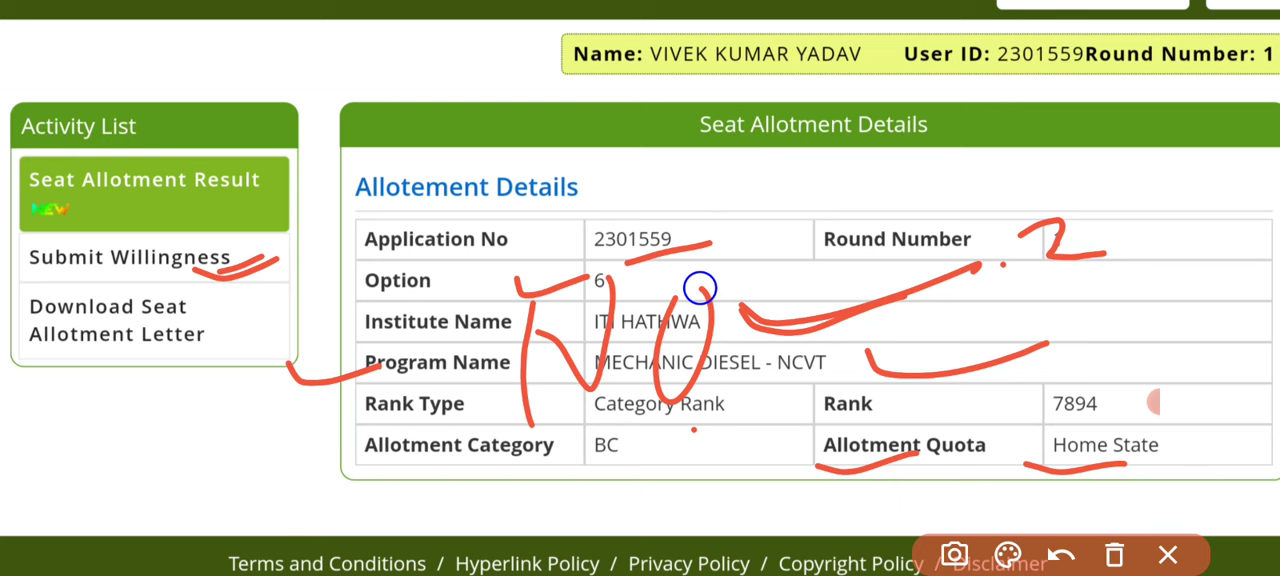 Name: VIVEK KUMAR YADAV User ID: 2301559Round Number: 1
Activity List
Seat Allotment Result
NEW
Submit Willingness
Download Seat
Allotment Letter
Seat Allotment Details
Allotement Details
Application No 2301559 Round Number 2
Option 6
Institute Name ITI HATHWA
Program Name MECHANIC DIESEL - NCVT
Rank Type Category Rank Rank 7894
Allotment Category BC Allotment Quota Home State
NO
Terms and Conditions / Hyperlink Policy / Privacy Policy / Copyright Policy / Disclaimer